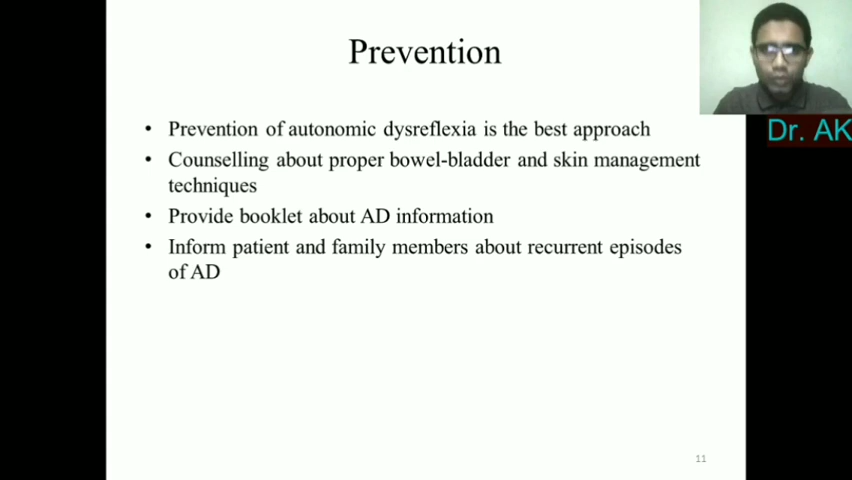 Prevention
• Prevention of autonomic dysreflexia is the best approach
• Counselling about proper bowel-bladder and skin management
techniques
• Provide booklet about AD information
• Inform patient and family members about recurrent episodes
of AD
11
Dr. AK